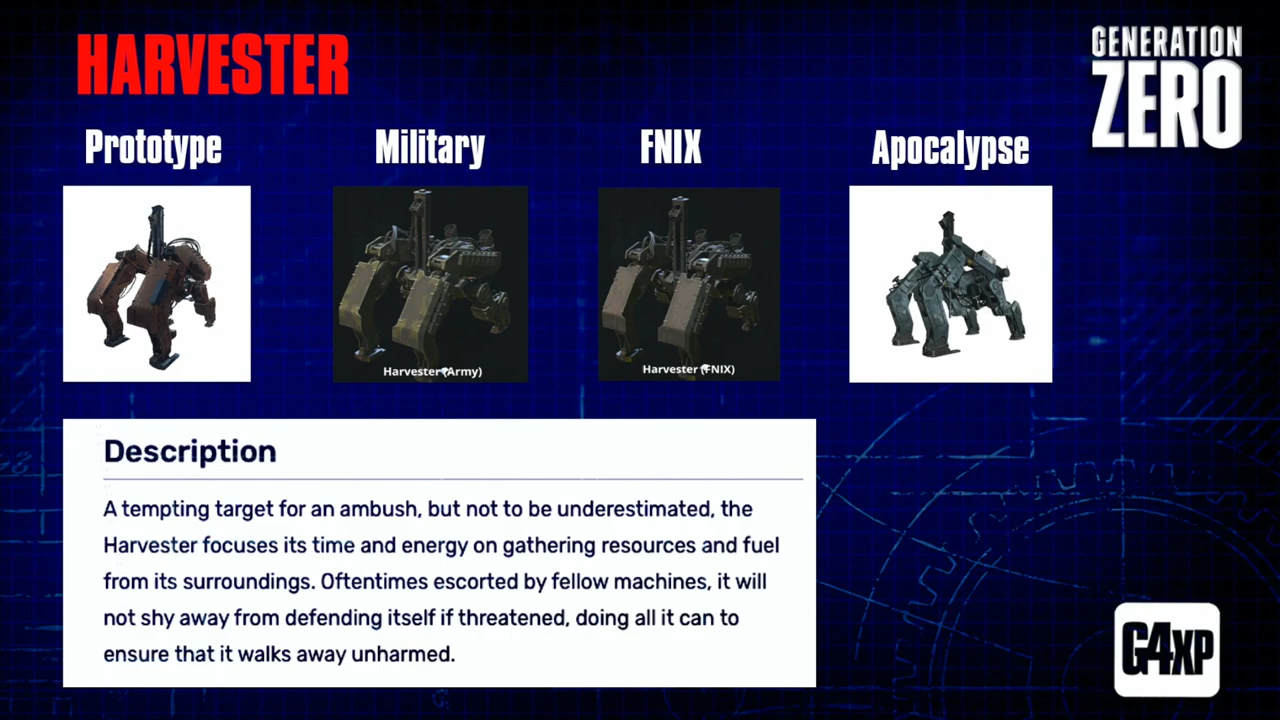 HARVESTER
GENERATION
ZERO
Prototype
Military
FNIX
Apocalypse
Harvester (Army)
Harvester (FNIX)
Description
A tempting target for an ambush, but not to be underestimated, the
Harvester focuses its time and energy on gathering resources and fuel
from its surroundings. Oftentimes escorted by fellow machines, it will
not shy away from defending itself if threatened, doing all it can to
ensure that it walks away unharmed.
G4XP